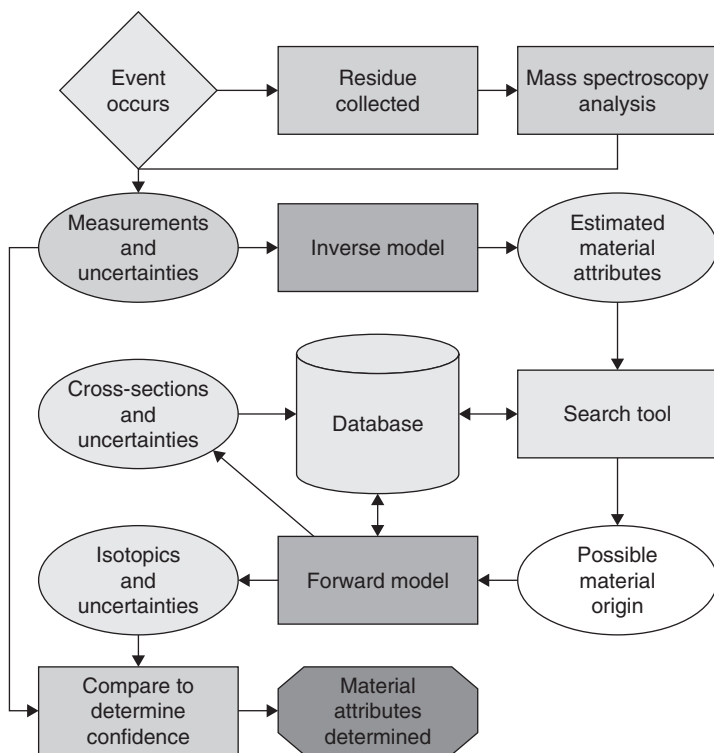 Event
occurs
Residue
collected
Mass spectroscopy
analysis
Measurements
and
uncertainties
Inverse model
Estimated
material
attributes
Cross-sections
and
uncertainties
Database
Search tool
Isotopics
and
uncertainties
Forward model
Possible
material
origin
Compare to
determine
confidence
Material
attributes
determined